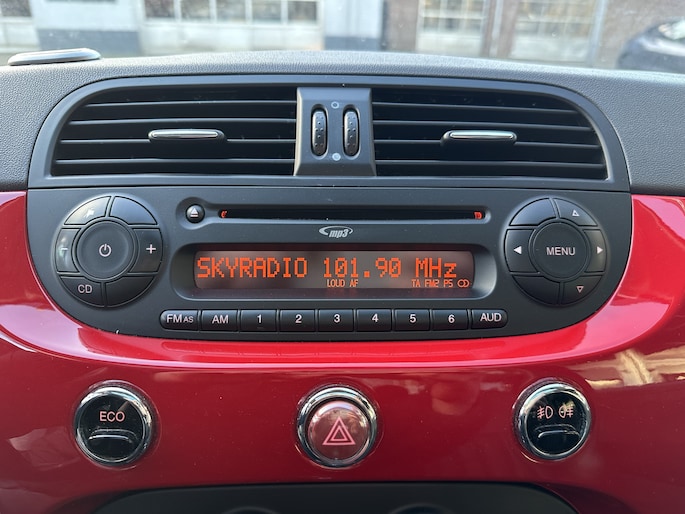 mp3
SKYRADIO 101.90 MHz
LOUD AF TA FM2 PS CD
CD
MENU
FM AS AM 1 2 3 4 5 6 AUD
ECO